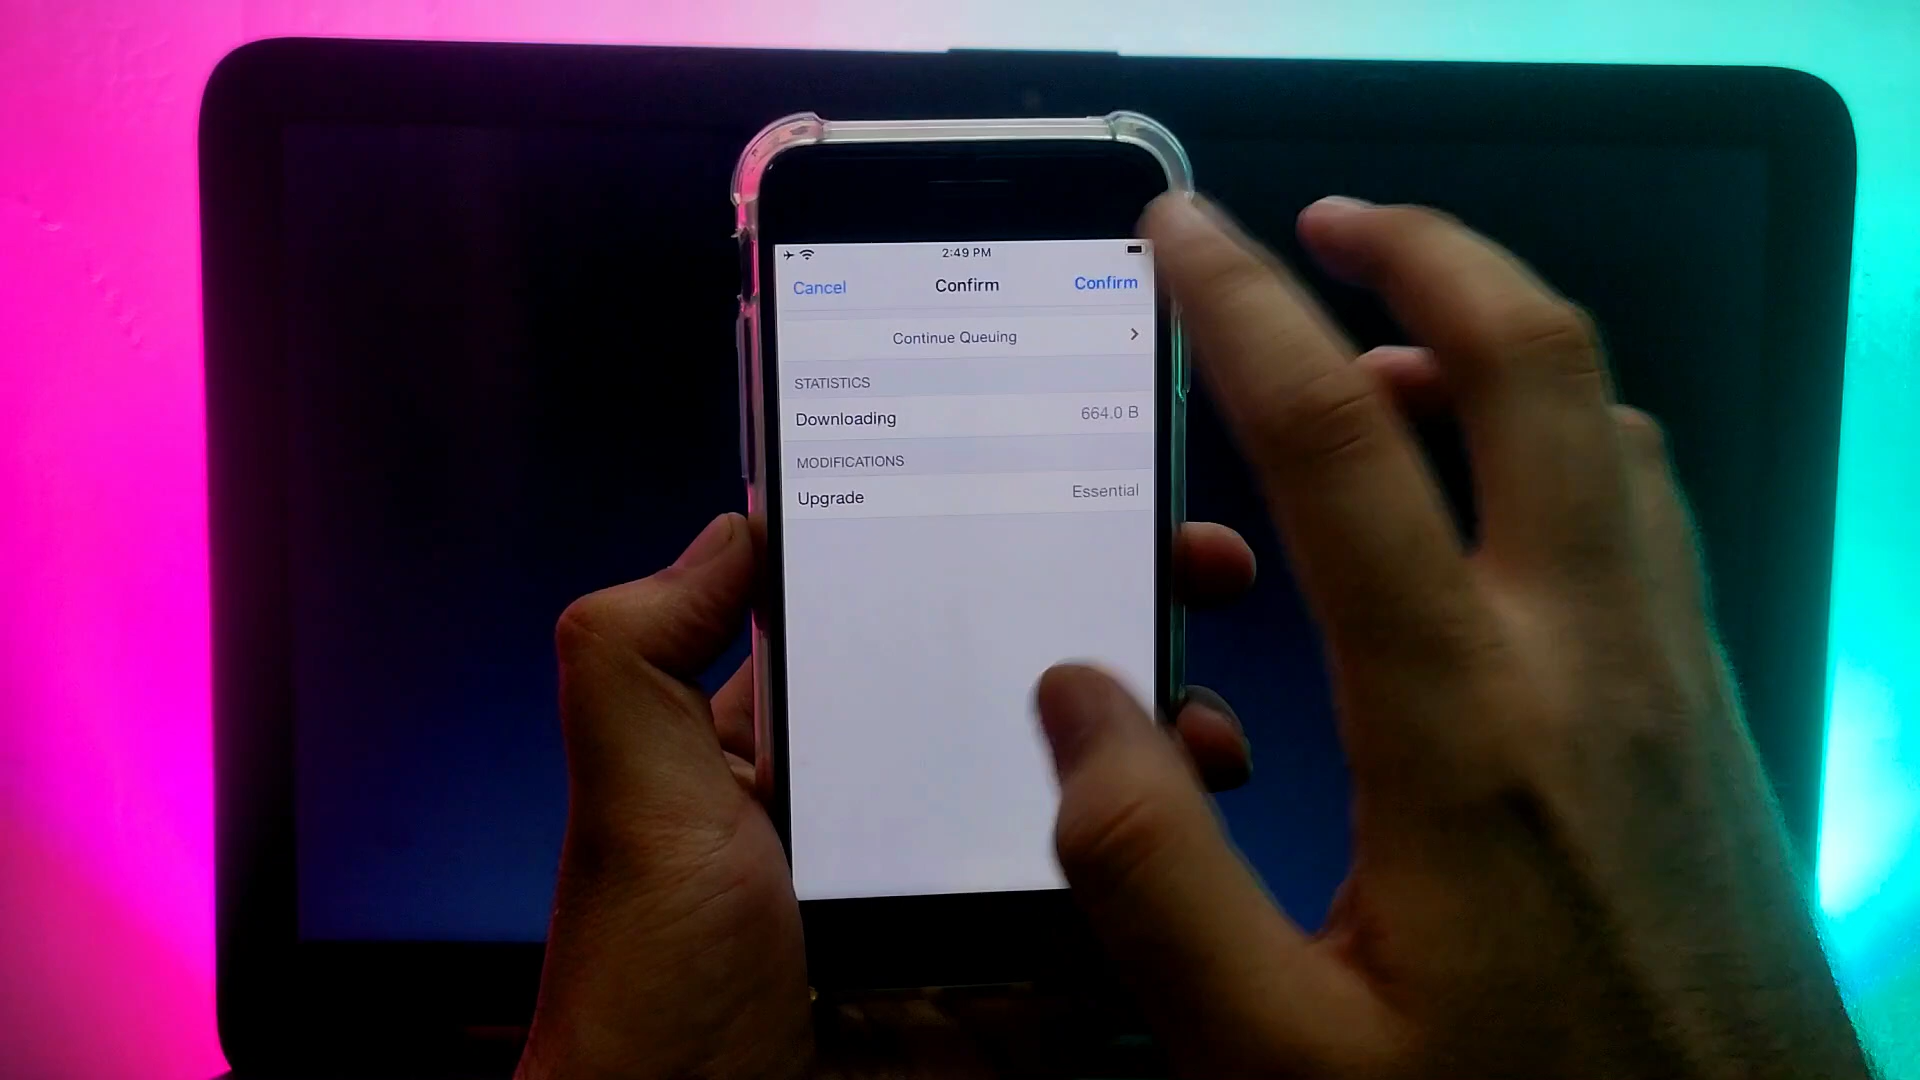 2:49 PM
Cancel Confirm Confirm
Continue Queuing
STATISTICS
Downloading 664.0 B
MODIFICATIONS
Upgrade Essential